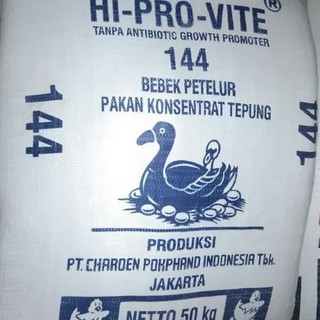 HI-PRO-VITE ®
TANPA ANTIBIOTIC GROWTH PROMOTER
144
BEBEK PETELUR
PAKAN KONSENTRAT TEPUNG
144
144
PRODUKSI
PT. CHAROEN POKPHAND INDONESIA Tbk.
JAKARTA
NETTO 50 kg